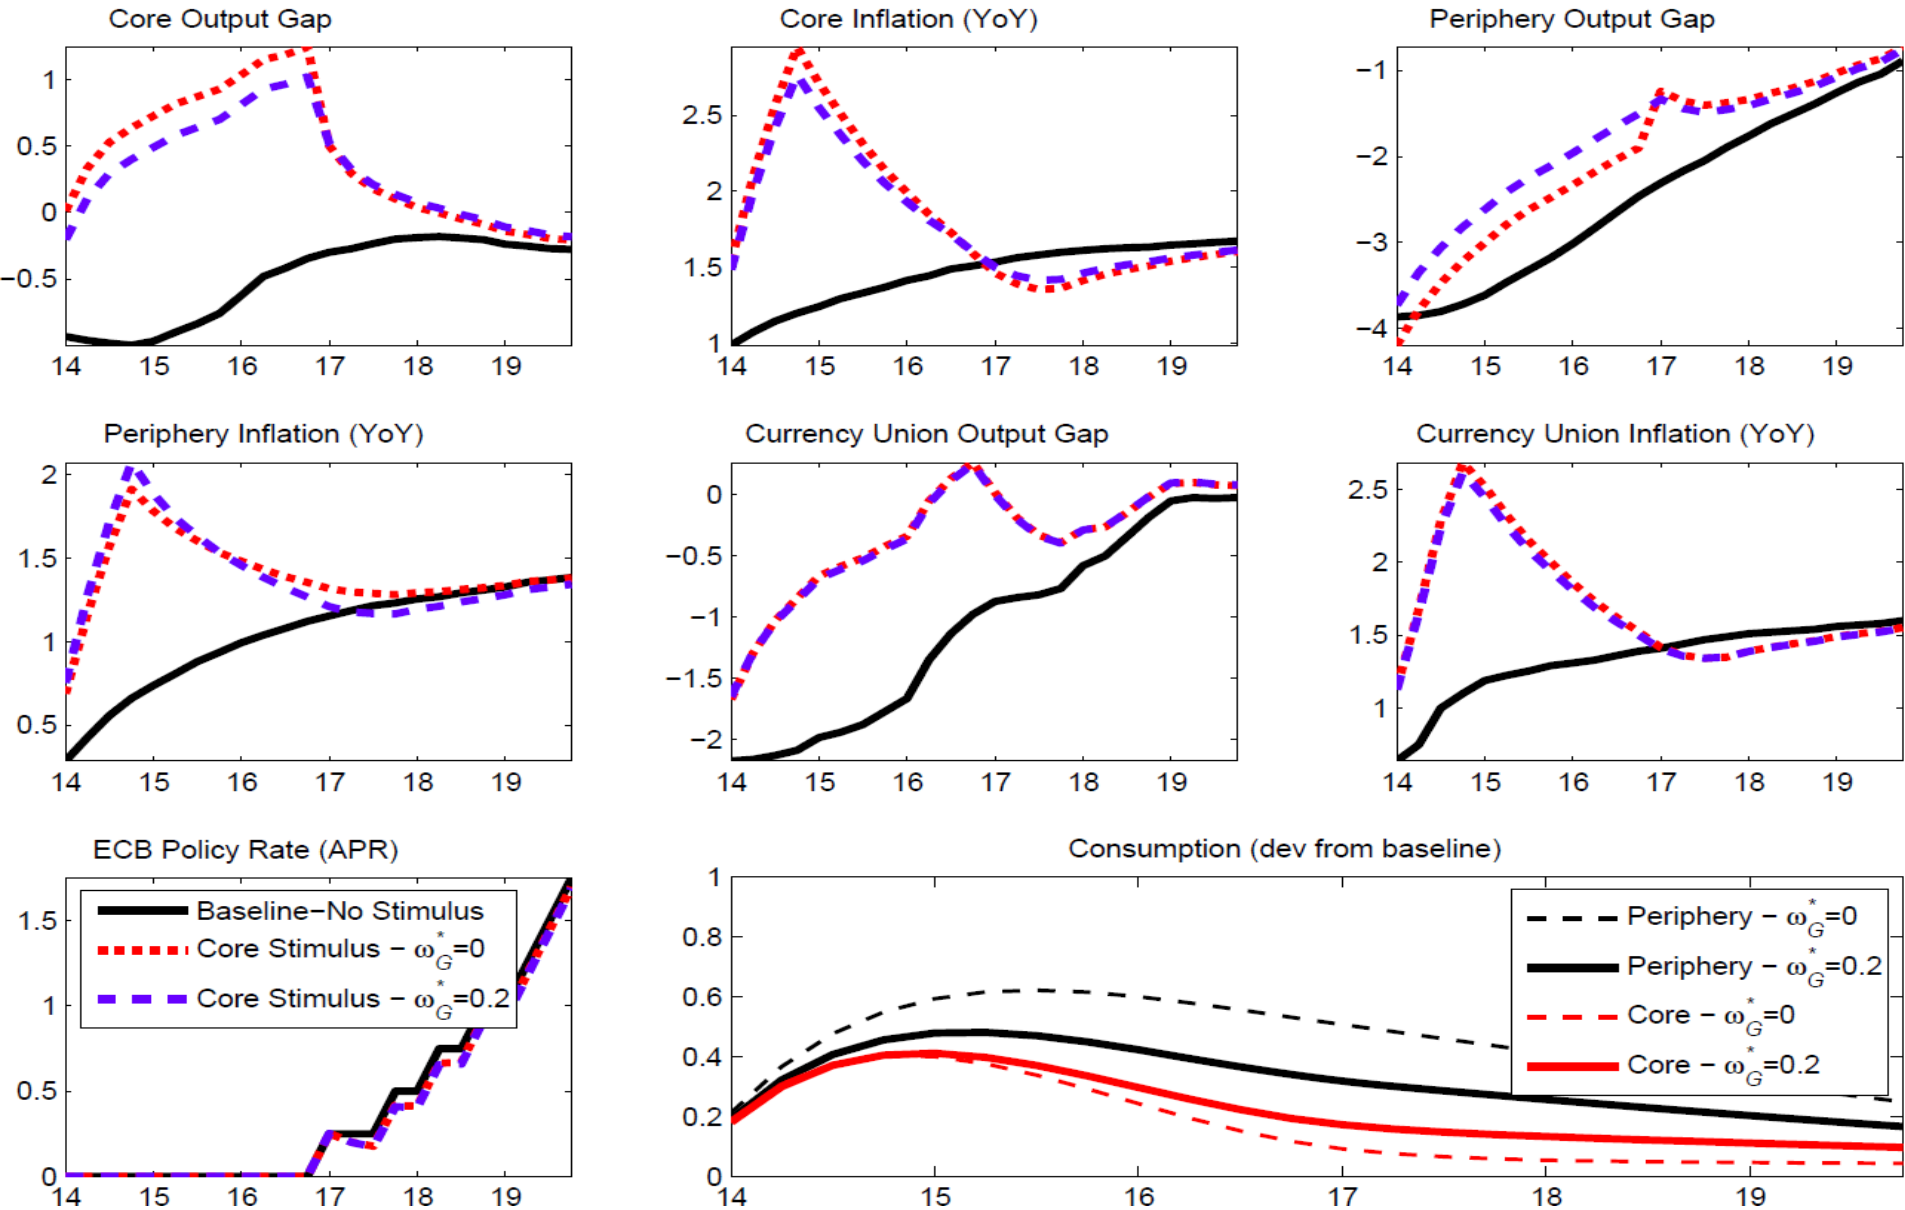 Core Output Gap
1
0.5
0
−0.5
14 15 16 17 18 19
Core Inflation (YoY)
2.5
2
1.5
1
14 15 16 17 18 19
Periphery Output Gap
−1
−2
−3
−4
14 15 16 17 18 19
Periphery Inflation (YoY)
2
1.5
1
0.5
14 15 16 17 18 19
Currency Union Output Gap
0
−0.5
−1
−1.5
−2
14 15 16 17 18 19
Currency Union Inflation (YoY)
2.5
2
1.5
1
14 15 16 17 18 19
ECB Policy Rate (APR)
1.5
1
0.5
0
Baseline−No Stimulus
Core Stimulus − ω*G=0
Core Stimulus − ω*G=0.2
14 15 16 17 18 19
Consumption (dev from baseline)
1
0.8
0.6
0.4
0.2
0
Periphery − ω*G=0
Periphery − ω*G=0.2
Core − ω*G=0
Core − ω*G=0.2
14 15 16 17 18 19